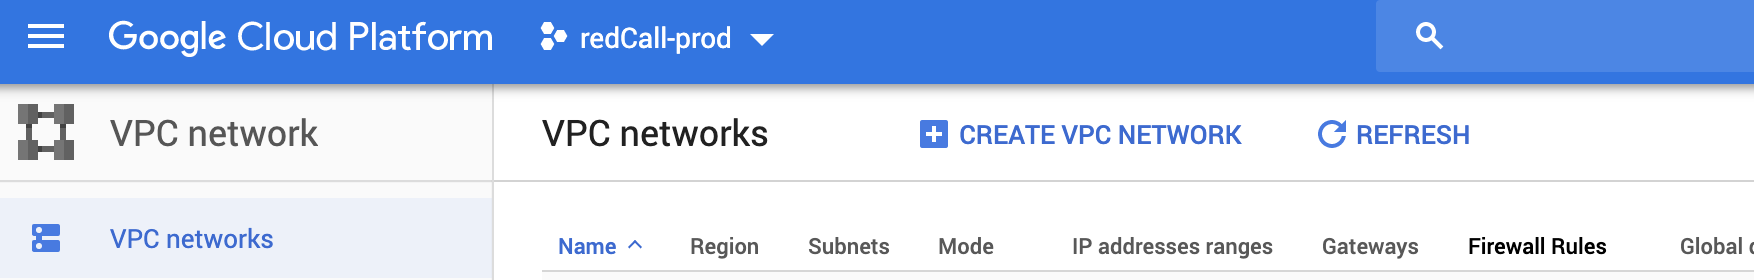 Google Cloud Platform redCall-prod
VPC network
VPC networks CREATE VPC NETWORK REFRESH
VPC networks
Name Region Subnets Mode IP addresses ranges Gateways Firewall Rules Global